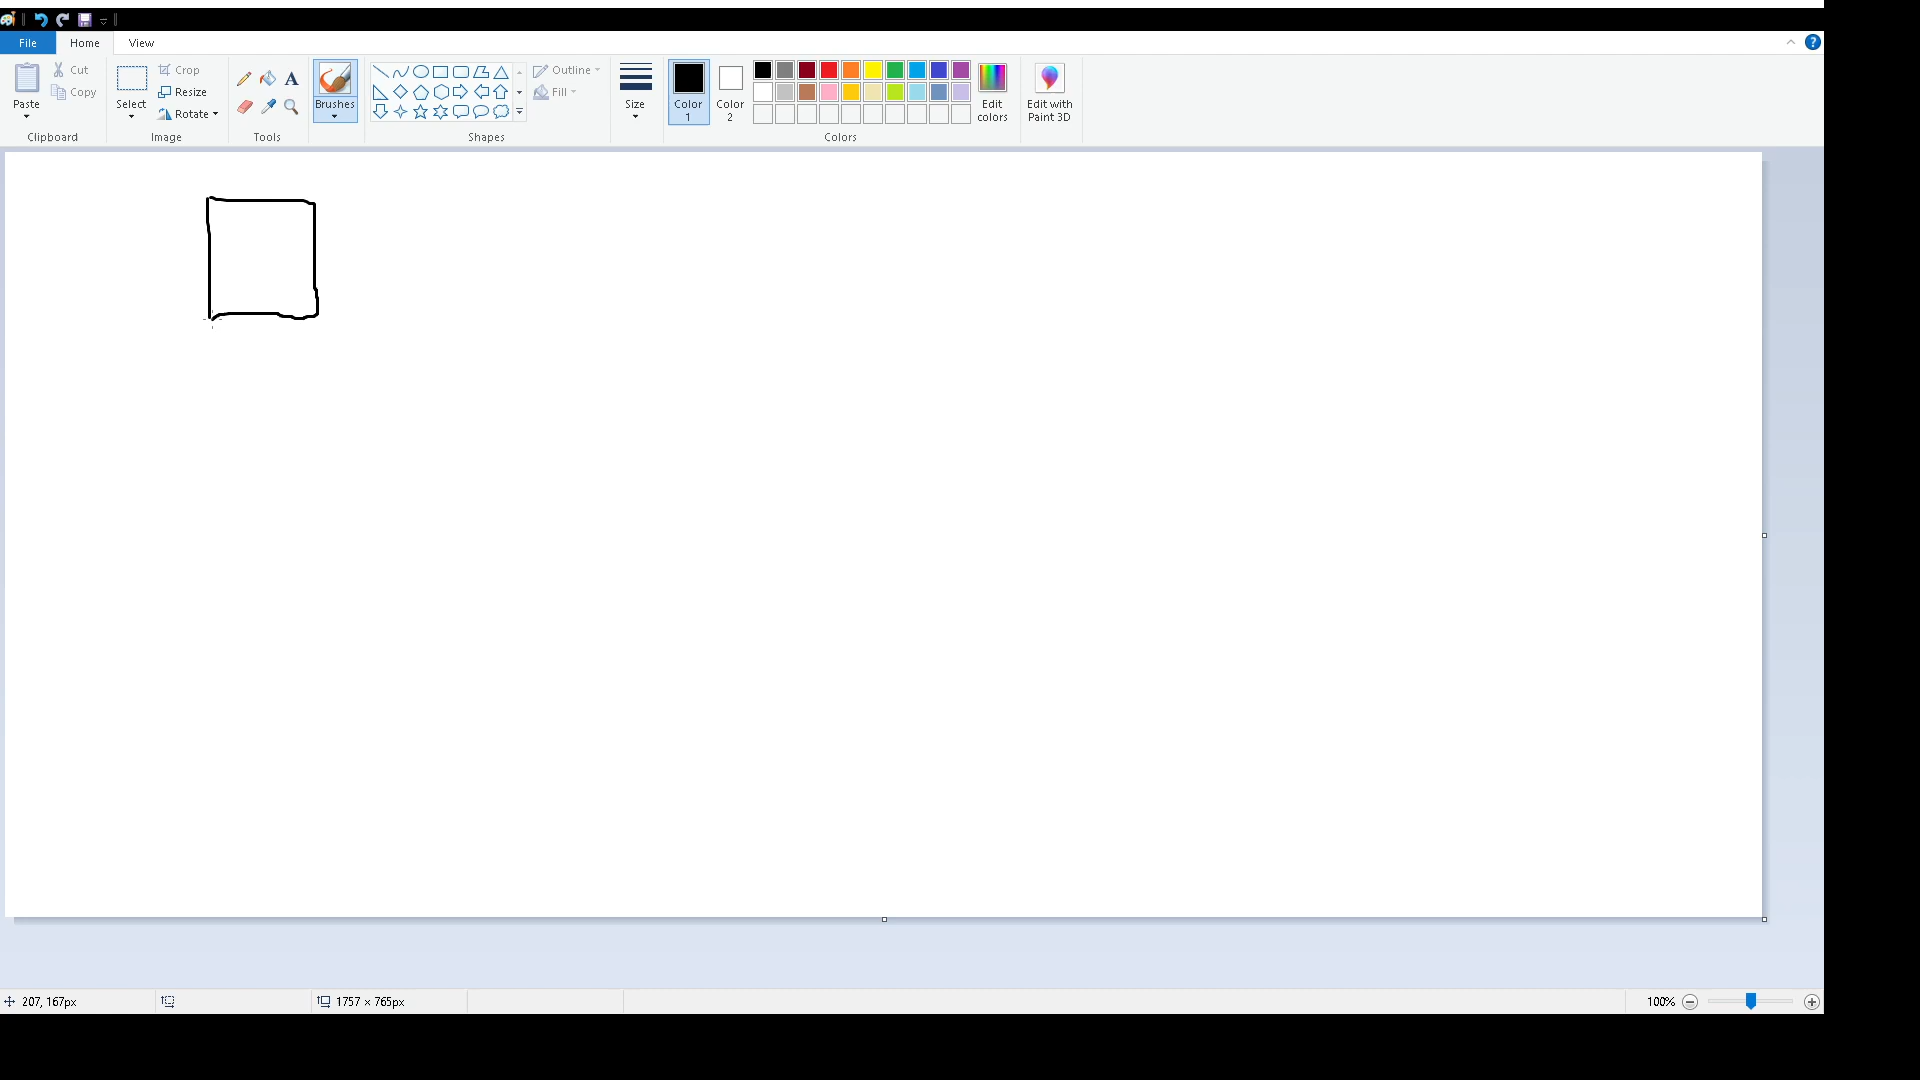 File Home View
?
Paste
Cut
Copy
Clipboard
Select
Crop
Resize
Rotate
Image
A
Tools
Brushes
Shapes
Outline
Fill
Size
Color
1
Color
2
Colors
Edit
colors
Edit with
Paint 3D
207, 167px
1757 × 765px
100%